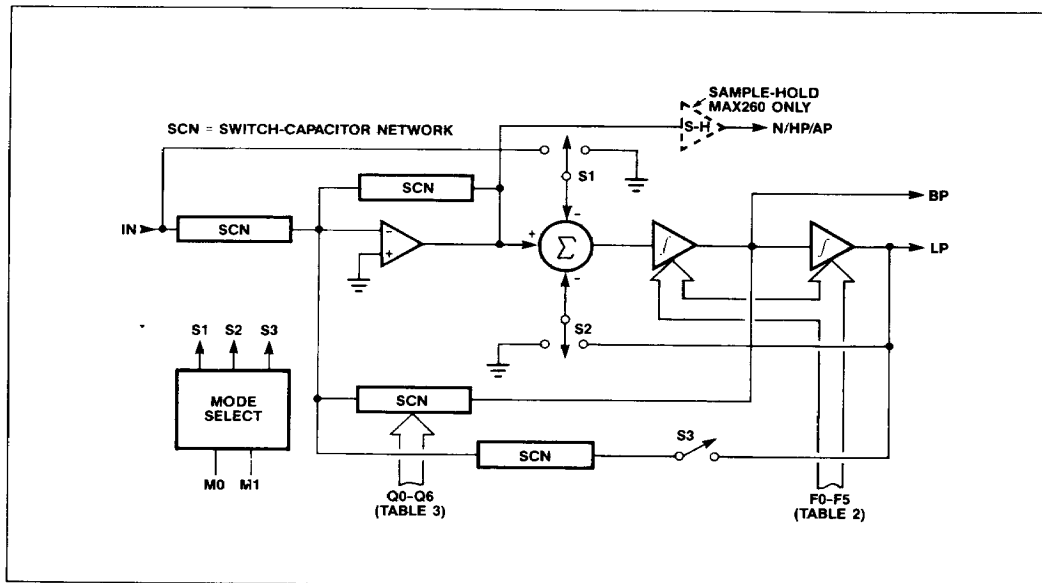 SAMPLE-HOLD
MAX260 ONLY
SCN = SWITCH-CAPACITOR NETWORK
S-H
N/HP/AP
S1
SCN
BP
IN
SCN
-
+
+
-
Σ
-
∫
∫
LP
S2
S1 S2 S3
MODE
SELECT
SCN
S3
SCN
M0 M1
Q0-Q6
(TABLE 3)
F0-F5
(TABLE 2)